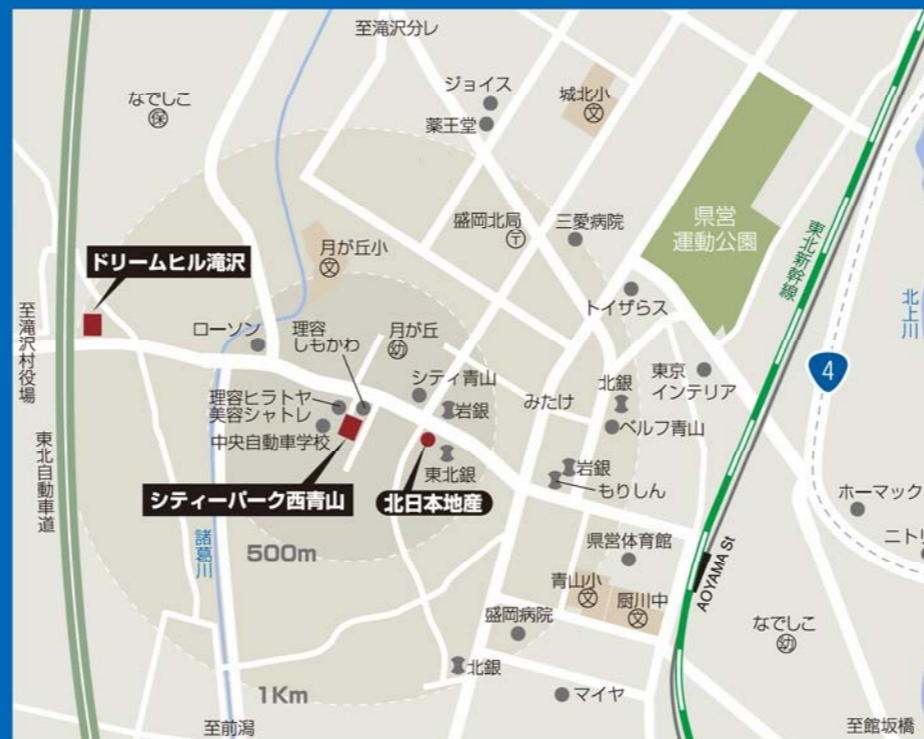 至滝沢分レ
ジョイス
薬王堂
なでしこ
保
城北小
文
盛岡北局
〒
三愛病院
県営
運動公園
東北新幹線
北上川
4
月が丘小
文
ドリームヒル滝沢
至滝沢村役場
ローソン
理容
しもかわ
月が丘
幼
トイザらス
シティ青山
岩銀
みたけ
北銀
東京
インテリア
理容ヒラトヤ
美容シャトレ
中央自動車学校
ベルフ青山
東北銀
岩銀
もりしん
シティーパーク西青山
北日本地産
東北自動車道
諸葛川
500m
県営体育館
ホーマック
ニトリ
AOYAMA St
青山小
文
厨川中
文
盛岡病院
なでしこ
幼
北銀
1Km
マイヤ
至前潟
至館坂橋